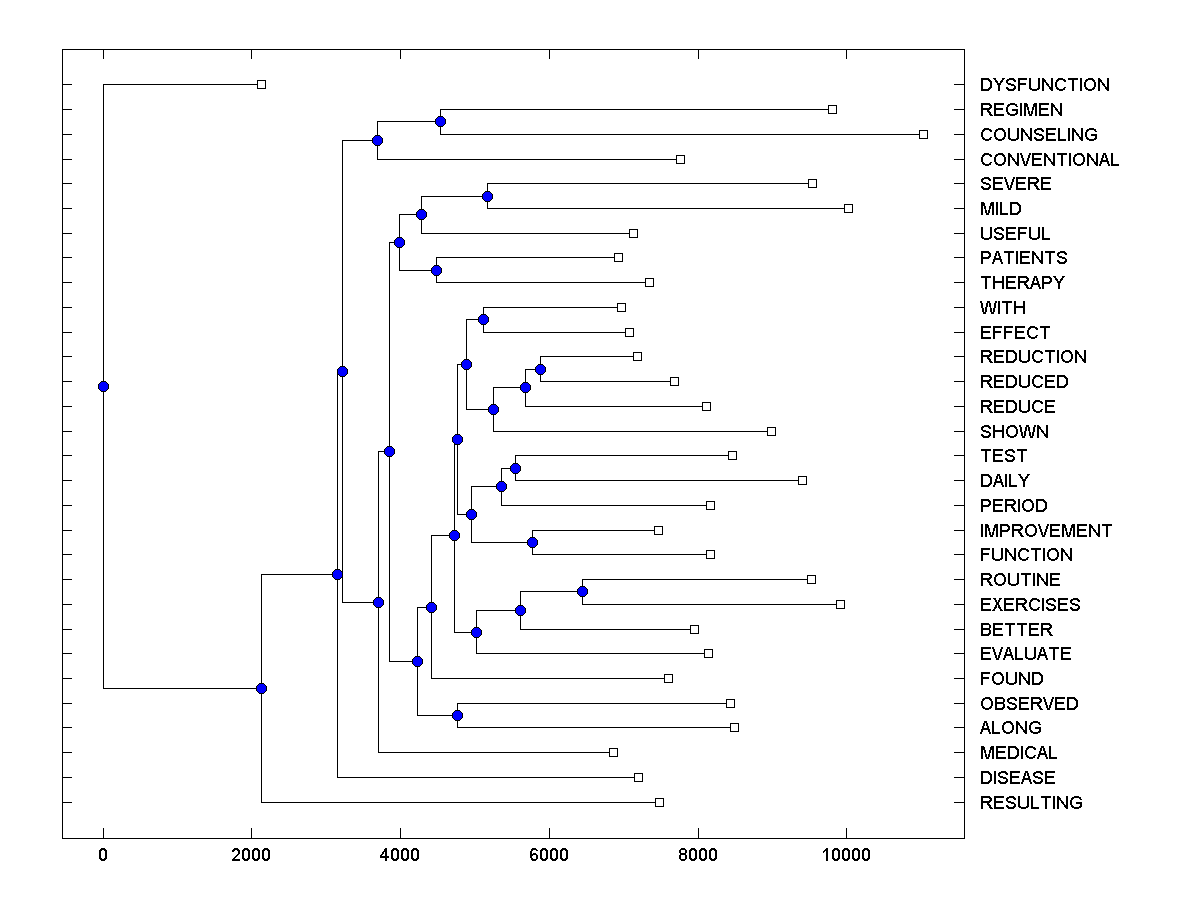 DYSFUNCTION
REGIMEN
COUNSELING
CONVENTIONAL
SEVERE
MILD
USEFUL
PATIENTS
THERAPY
WITH
EFFECT
REDUCTION
REDUCED
REDUCE
SHOWN
TEST
DAILY
PERIOD
IMPROVEMENT
FUNCTION
ROUTINE
EXERCISES
BETTER
EVALUATE
FOUND
OBSERVED
ALONG
MEDICAL
DISEASE
RESULTING
0 2000 4000 6000 8000 10000